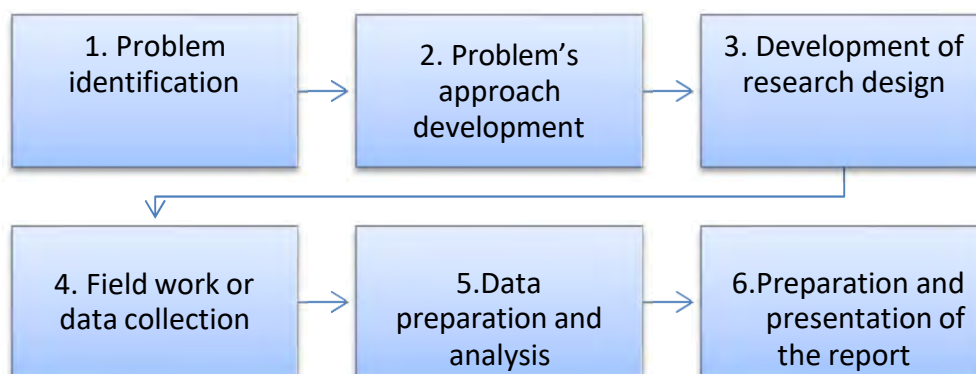 1. Problem
identification
2. Problem's
approach
development
3. Development of
research design
4. Field work or
data collection
5.Data
preparation and
analysis
6.Preparation and
presentation of
the report